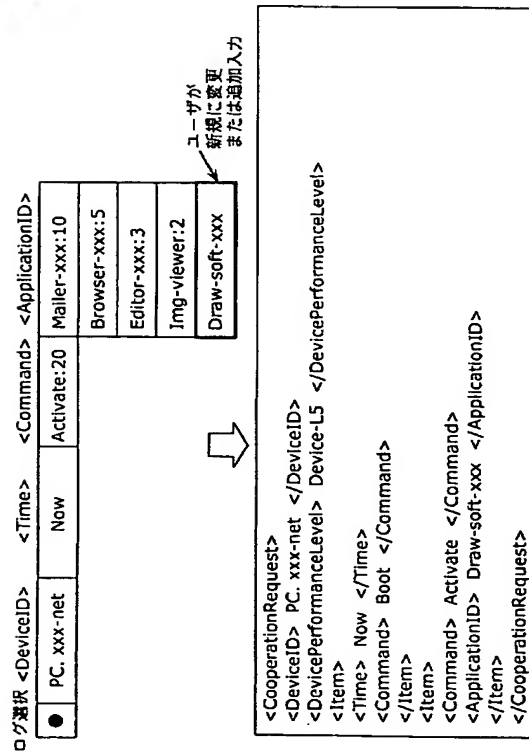 ログ選択 <DeviceID> <Time> <Command> <ApplicationID>
● PC. xxx-net Now Activate:20 Mailer-xxx:10
Browser-xxx:5
Editor-xxx:3
Img-viewer:2
Draw-soft-xxx
ユーザが
新規に変更
または追加入力
<CooperationRequest>
<DeviceID> PC. xxx-net </DeviceID>
<DevicePerformanceLevel> Device-L5 </DevicePerformanceLevel>
<Item>
<Time> Now </Time>
<Command> Boot </Command>
</Item>
<Item>
<Command> Activate </Command>
<ApplicationID> Draw-soft-xxx </ApplicationID>
</Item>
</CooperationRequest>